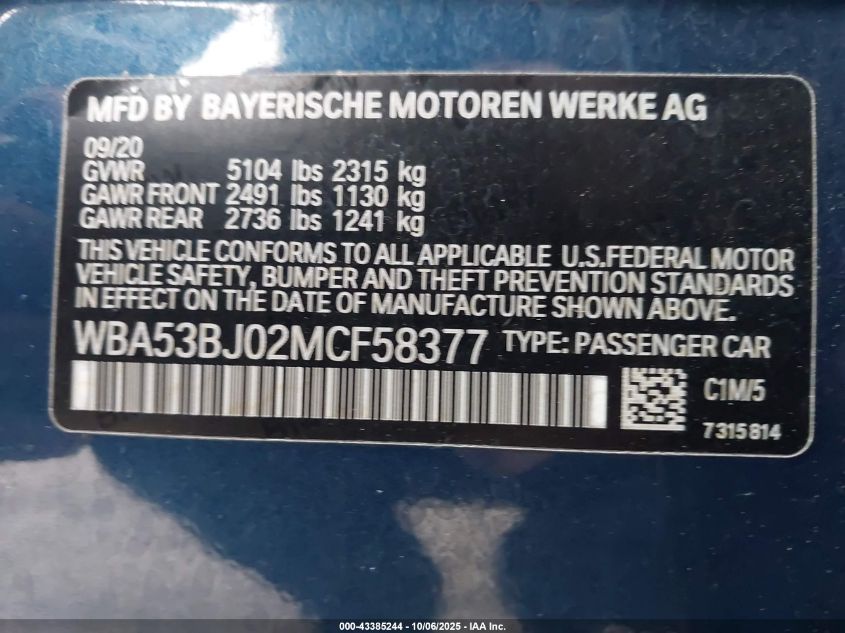 MFD BY BAYERISCHE MOTOREN WERKE AG
09/20
GVWR 5104 lbs 2315 kg
GAWR FRONT 2491 lbs 1130 kg
GAWR REAR 2736 lbs 1241 kg
THIS VEHICLE CONFORMS TO ALL APPLICABLE U.S.FEDERAL MOTOR
VEHICLE SAFETY, BUMPER AND THEFT PREVENTION STANDARDS
IN EFFECT ON THE DATE OF MANUFACTURE SHOWN ABOVE.
WBA53BJ02MCF58377 TYPE: PASSENGER CAR
C1M/5
7315814
000-43385244 - 10/06/2025 - IAA Inc.